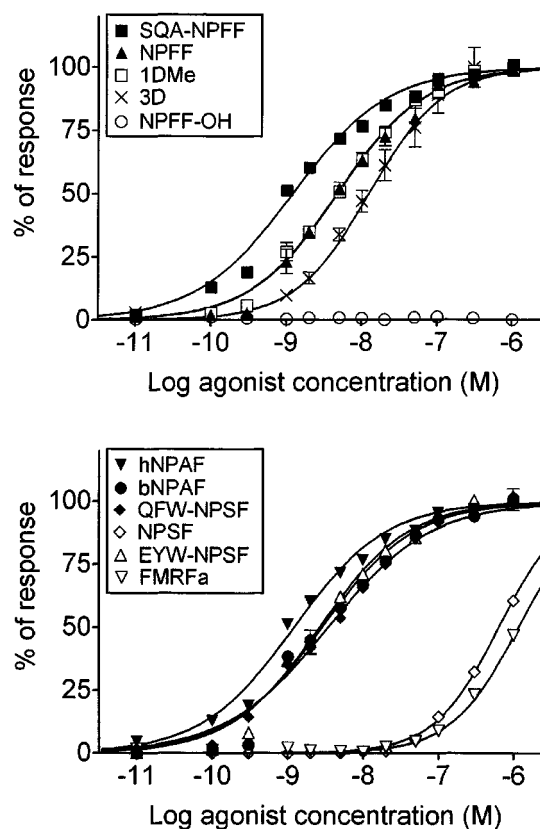 SQA-NPFF
NPFF
1DMe
3D
NPFF-OH
100
75
50
25
0
% of response
-11 -10 -9 -8 -7 -6
Log agonist concentration (M)
hNPAF
bNPAF
QFW-NPSF
NPSF
EYW-NPSF
FMRFa
100
75
50
25
0
% of response
-11 -10 -9 -8 -7 -6
Log agonist concentration (M)